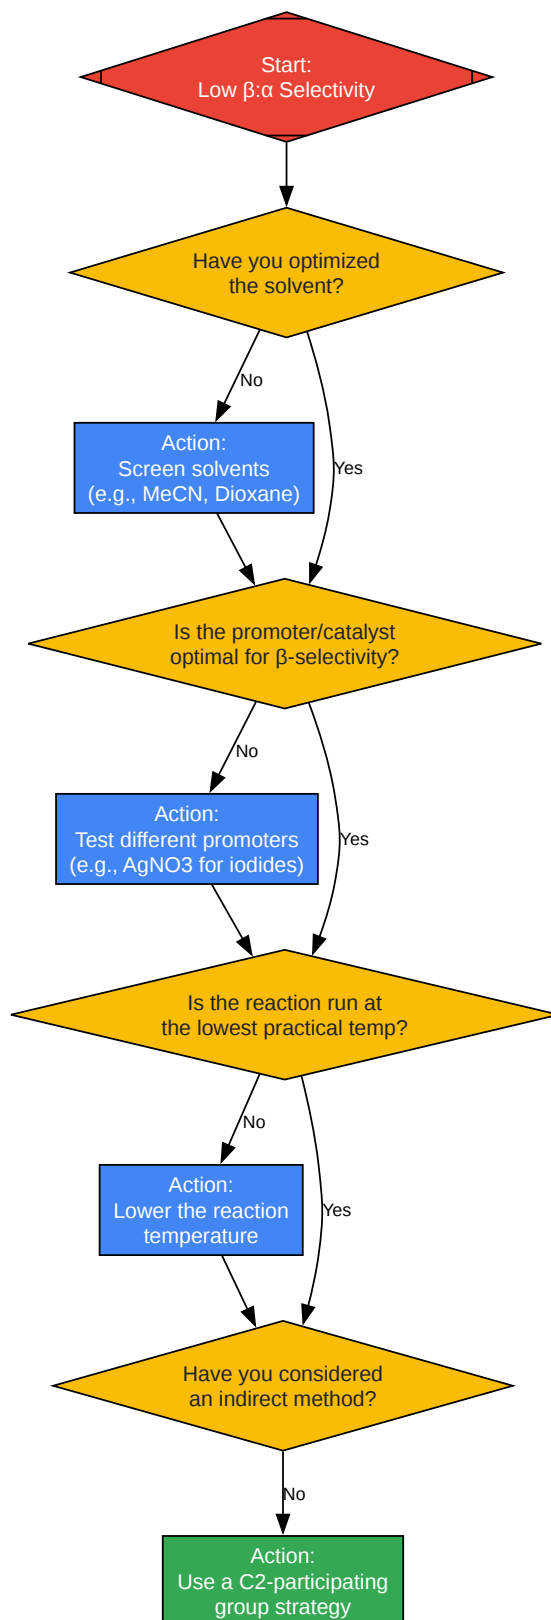 Start:
Low β:α Selectivity
Have you optimized
the solvent?
No
Action:
Screen solvents
(e.g., MeCN, Dioxane)
Yes
Is the promoter/catalyst
optimal for β-selectivity?
No
Action:
Test different promoters
(e.g., AgNO3 for iodides)
Yes
Is the reaction run at
the lowest practical temp?
No
Action:
Lower the reaction
temperature
Yes
Have you considered
an indirect method?
No
Action:
Use a C2-participating
group strategy